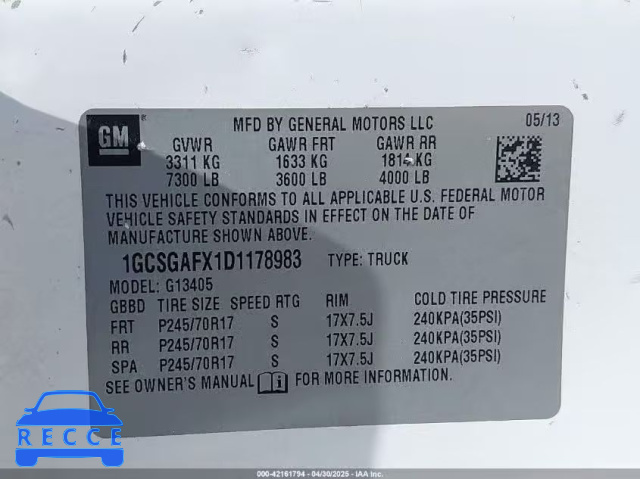 GM
MFD BY GENERAL MOTORS LLC 05/13
GVWR GAWR FRT GAWR RR
3311 KG 1633 KG 1814 KG
7300 LB 3600 LB 4000 LB
THIS VEHICLE CONFORMS TO ALL APPLICABLE U.S. FEDERAL MOTOR
VEHICLE SAFETY STANDARDS IN EFFECT ON THE DATE OF
MANUFACTURE SHOWN ABOVE.
1GCSGAFX1D1178983 TYPE: TRUCK
MODEL: G13405
GBBD TIRE SIZE SPEED RTG RIM COLD TIRE PRESSURE
FRT P245/70R17 S 17X7.5J 240KPA(35PSI)
RR P245/70R17 S 17X7.5J 240KPA(35PSI)
SPA P245/70R17 S 17X7.5J 240KPA(35PSI)
SEE OWNER'S MANUAL FOR MORE INFORMATION.
RECCE
000-42161794 - 04/30/2025 - IAA Inc.